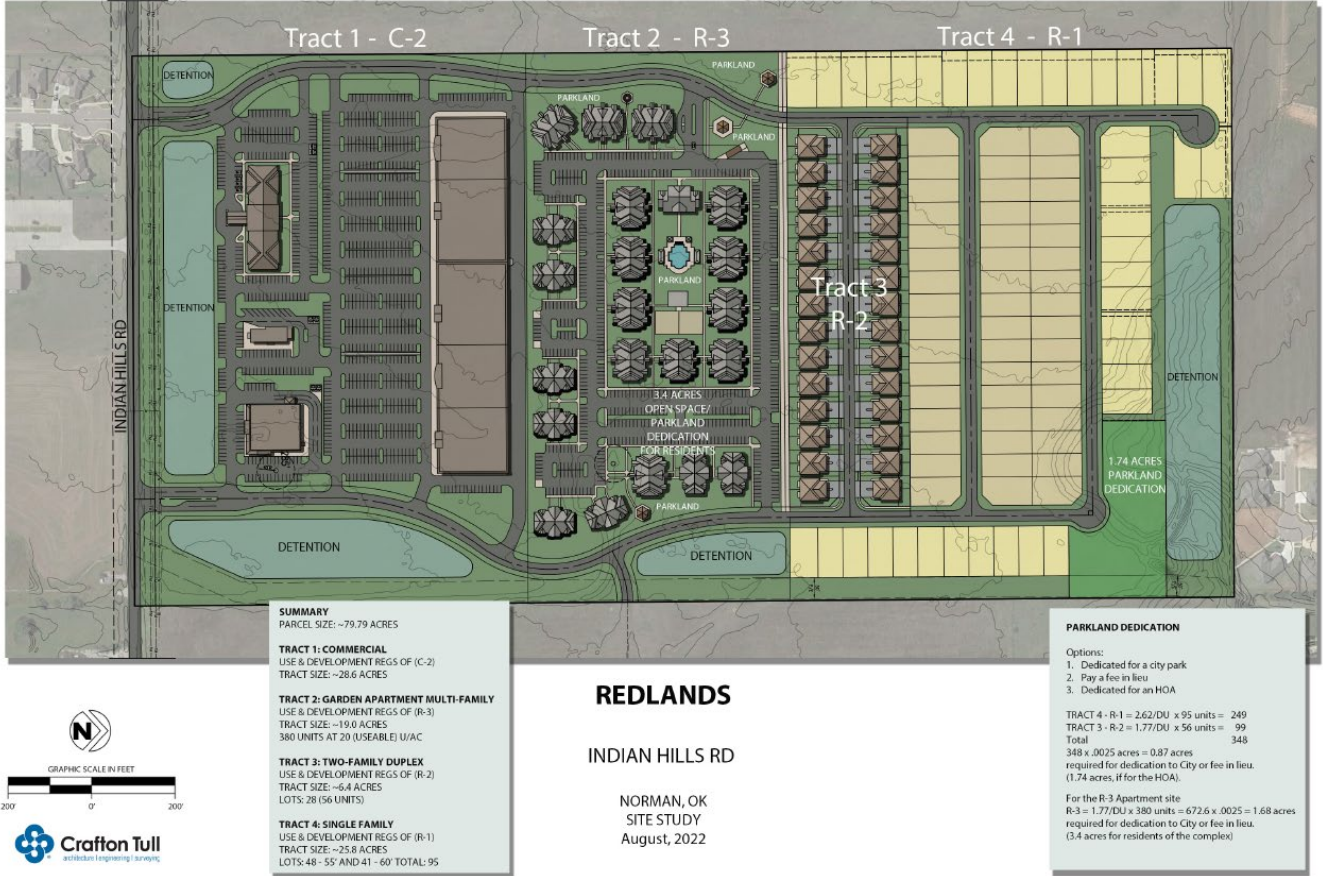 Tract 1 - C-2
Tract 2 - R-3
Tract 4 - R-1
PARKLAND
DETENTION
PARKLAND
PARKLAND
PARKLAND
Tract 3
R-2
DETENTION
INDIAN HILLS RD
DETENTION
3.4 ACRES
OPEN SPACE/
PARKLAND
DEDICATION
FOR RESIDENTS
1.74 ACRES
PARKLAND
DEDICATION
PARKLAND
DETENTION
DETENTION
SUMMARY
PARCEL SIZE: ~79.79 ACRES
TRACT 1: COMMERCIAL
USE & DEVELOPMENT REGS OF (C-2)
TRACT SIZE: ~28.6 ACRES
TRACT 2: GARDEN APARTMENT MULTI-FAMILY
USE & DEVELOPMENT REGS OF (R-3)
TRACT SIZE: ~19.0 ACRES
380 UNITS AT 20 (USEABLE) U/AC
TRACT 3: TWO-FAMILY DUPLEX
USE & DEVELOPMENT REGS OF (R-2)
TRACT SIZE: ~6.4 ACRES
LOTS: 28 (56 UNITS)
TRACT 4: SINGLE FAMILY
USE & DEVELOPMENT REGS OF (R-1)
TRACT SIZE: ~25.8 ACRES
LOTS: 48 - 55' AND 41 - 60' TOTAL: 95
PARKLAND DEDICATION
Options:
1. Dedicated for a city park
2. Pay a fee in lieu
3. Dedicated for an HOA
TRACT 4 - R-1 = 2.62/DU x 95 units = 249
TRACT 3 - R-2 = 1.77/DU x 56 units = 99
Total 348
348 x .0025 acres = 0.87 acres
required for dedication to City or fee in lieu.
(1.74 acres, if for the HOA).
For the R-3 Apartment site
R-3 = 1.77/DU x 380 units = 672.6 x .0025 = 1.68 acres
required for dedication to City or fee in lieu.
(3.4 acres for residents of the complex)
REDLANDS
INDIAN HILLS RD
NORMAN, OK
SITE STUDY
August, 2022
N
GRAPHIC SCALE IN FEET
200' 0' 200'
Crafton Tull
architecture | engineering | surveying